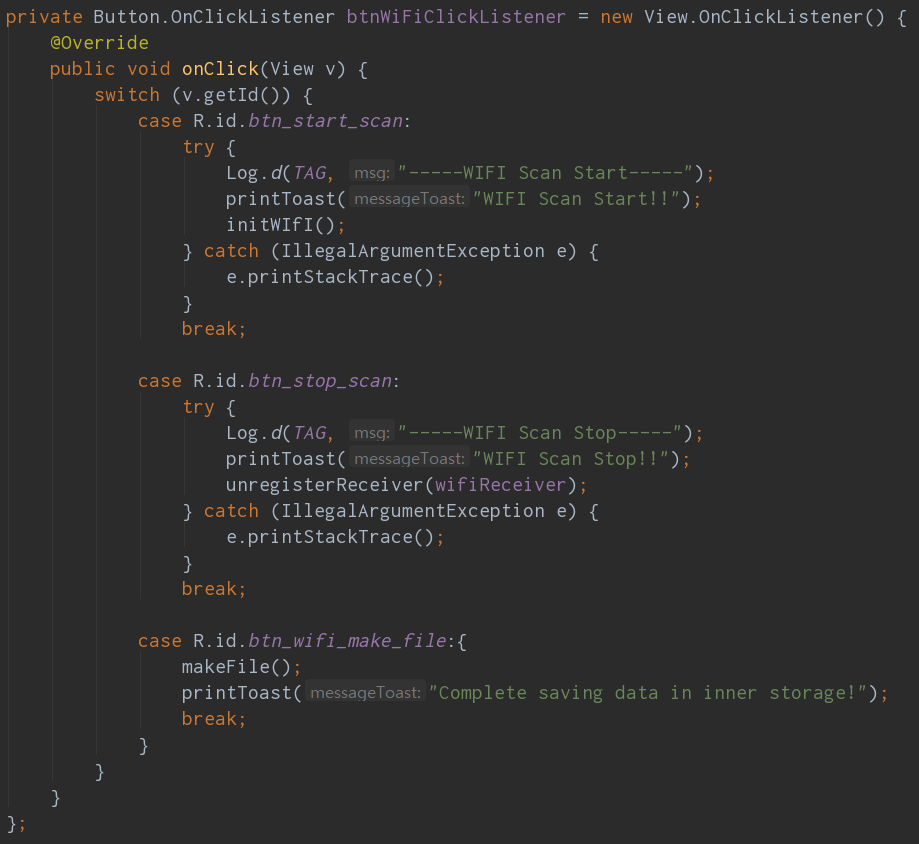 private Button.OnClickListener btnWiFiClickListener = new View.OnClickListener() {
    @Override
    public void onClick(View v) {
        switch (v.getId()) {
            case R.id.btn_start_scan:
                try {
                    Log.d(TAG, msg: "-----WIFI Scan Start-----");
                    printToast( messageToast: "WIFI Scan Start!!");
                    initWIfI();
                } catch (IllegalArgumentException e) {
                    e.printStackTrace();
                }
                break;

            case R.id.btn_stop_scan:
                try {
                    Log.d(TAG, msg: "-----WIFI Scan Stop-----");
                    printToast( messageToast: "WIFI Scan Stop!!");
                    unregisterReceiver(wifiReceiver);
                } catch (IllegalArgumentException e) {
                    e.printStackTrace();
                }
                break;

            case R.id.btn_wifi_make_file:{
                makeFile();
                printToast( messageToast: "Complete saving data in inner storage!");
                break;
            }
        }
    }
};